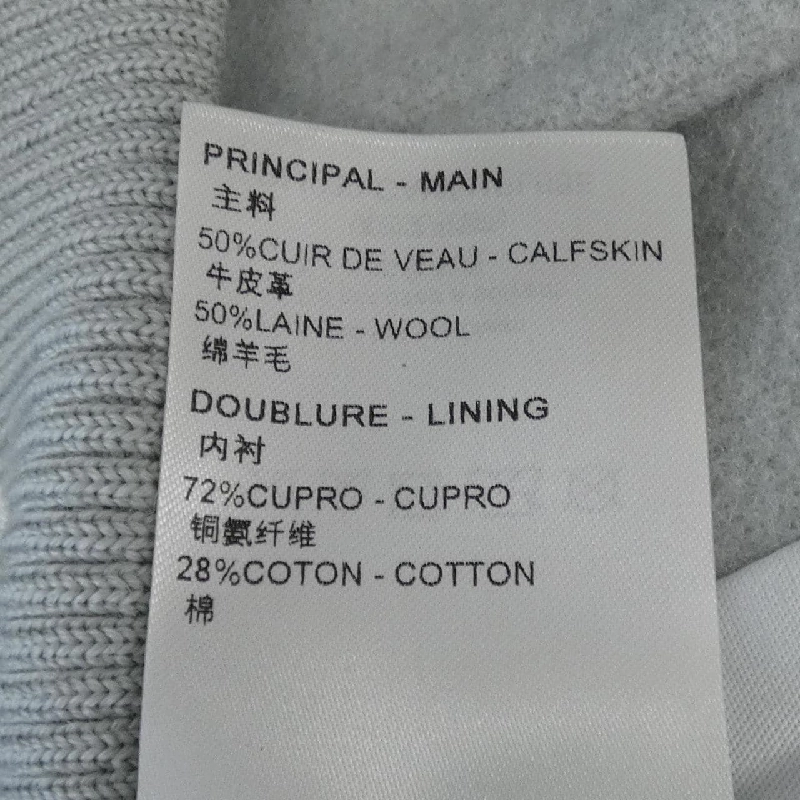 PRINCIPAL - MAIN
主料
50%CUIR DE VEAU - CALFSKIN
牛皮革
50%LAINE - WOOL
绵羊毛
DOUBLURE - LINING
内衬
72%CUPRO - CUPRO
铜氨纤维
28%COTON - COTTON
棉